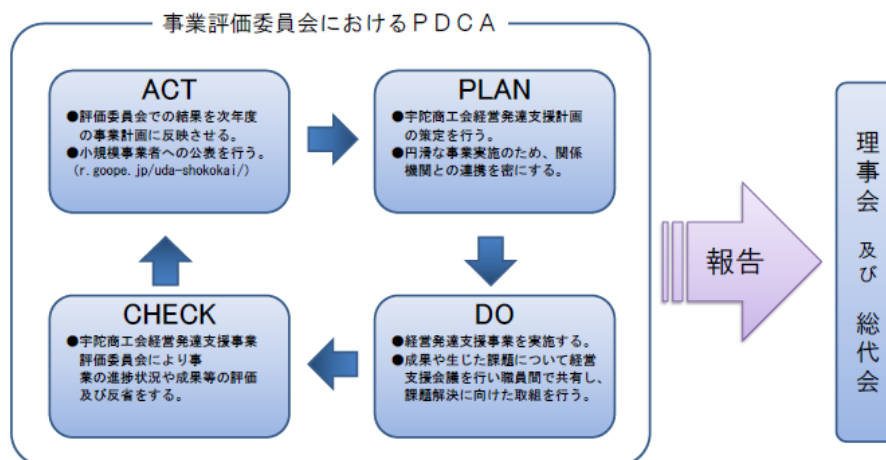 事業評価委員会におけるＰＤＣＡ
ACT
●評価委員会での結果を次年度
の事業計画に反映させる。
●小規模事業者への公表を行う。
(r.goope.jp/uda-shokokai/)
PLAN
●宇陀商工会経営発達支援計画
の策定を行う。
●円滑な事業実施のため、関係
機関との連携を密にする。
CHECK
●宇陀商工会経営発達支援事業
評価委員会により事
業の進捗状況や成果等の評価
及び反省をする。
DO
●経営発達支援事業を実施する。
●成果や生じた課題について経営
支援会議を行い職員間で共有し、
課題解決に向けた取組を行う。
報告
理事会 及び 総代会